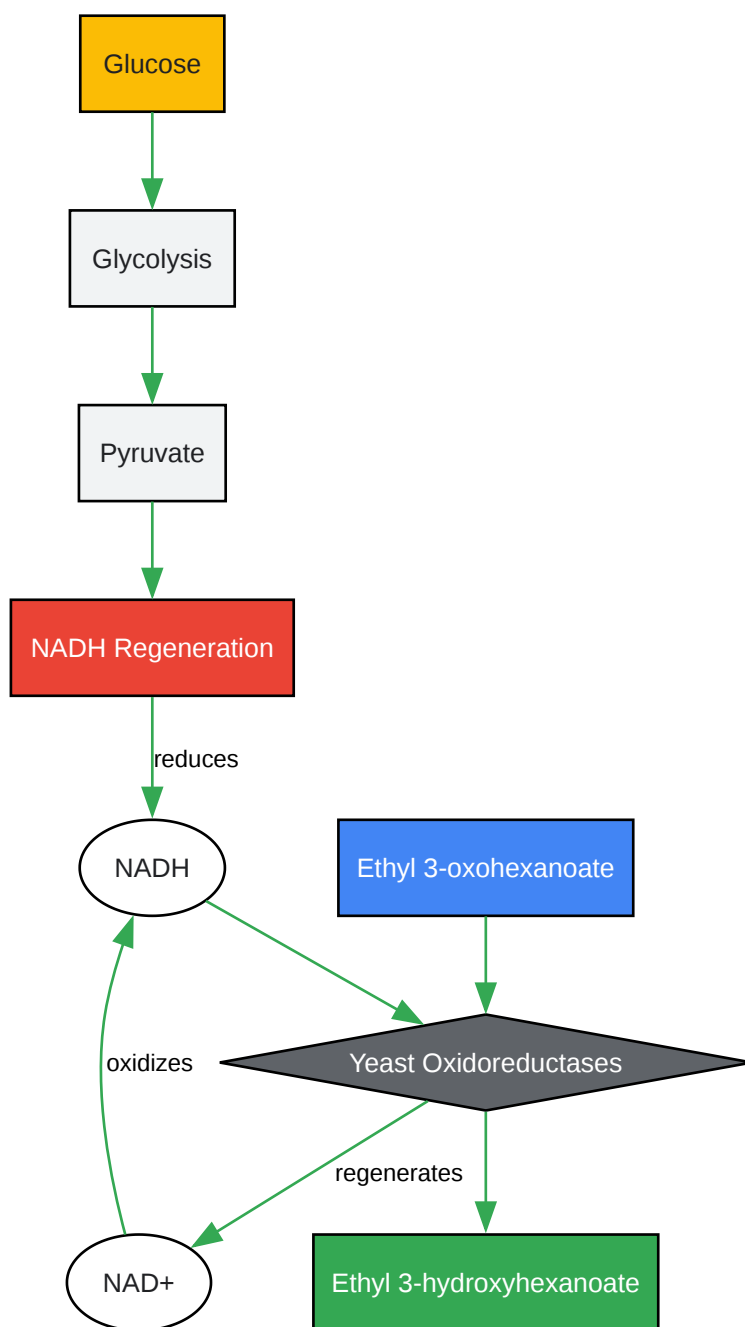 Glucose
Glycolysis
Pyruvate
NADH Regeneration
reduces
NADH
Ethyl 3-oxohexanoate
oxidizes
Yeast Oxidoreductases
regenerates
NAD+
Ethyl 3-hydroxyhexanoate